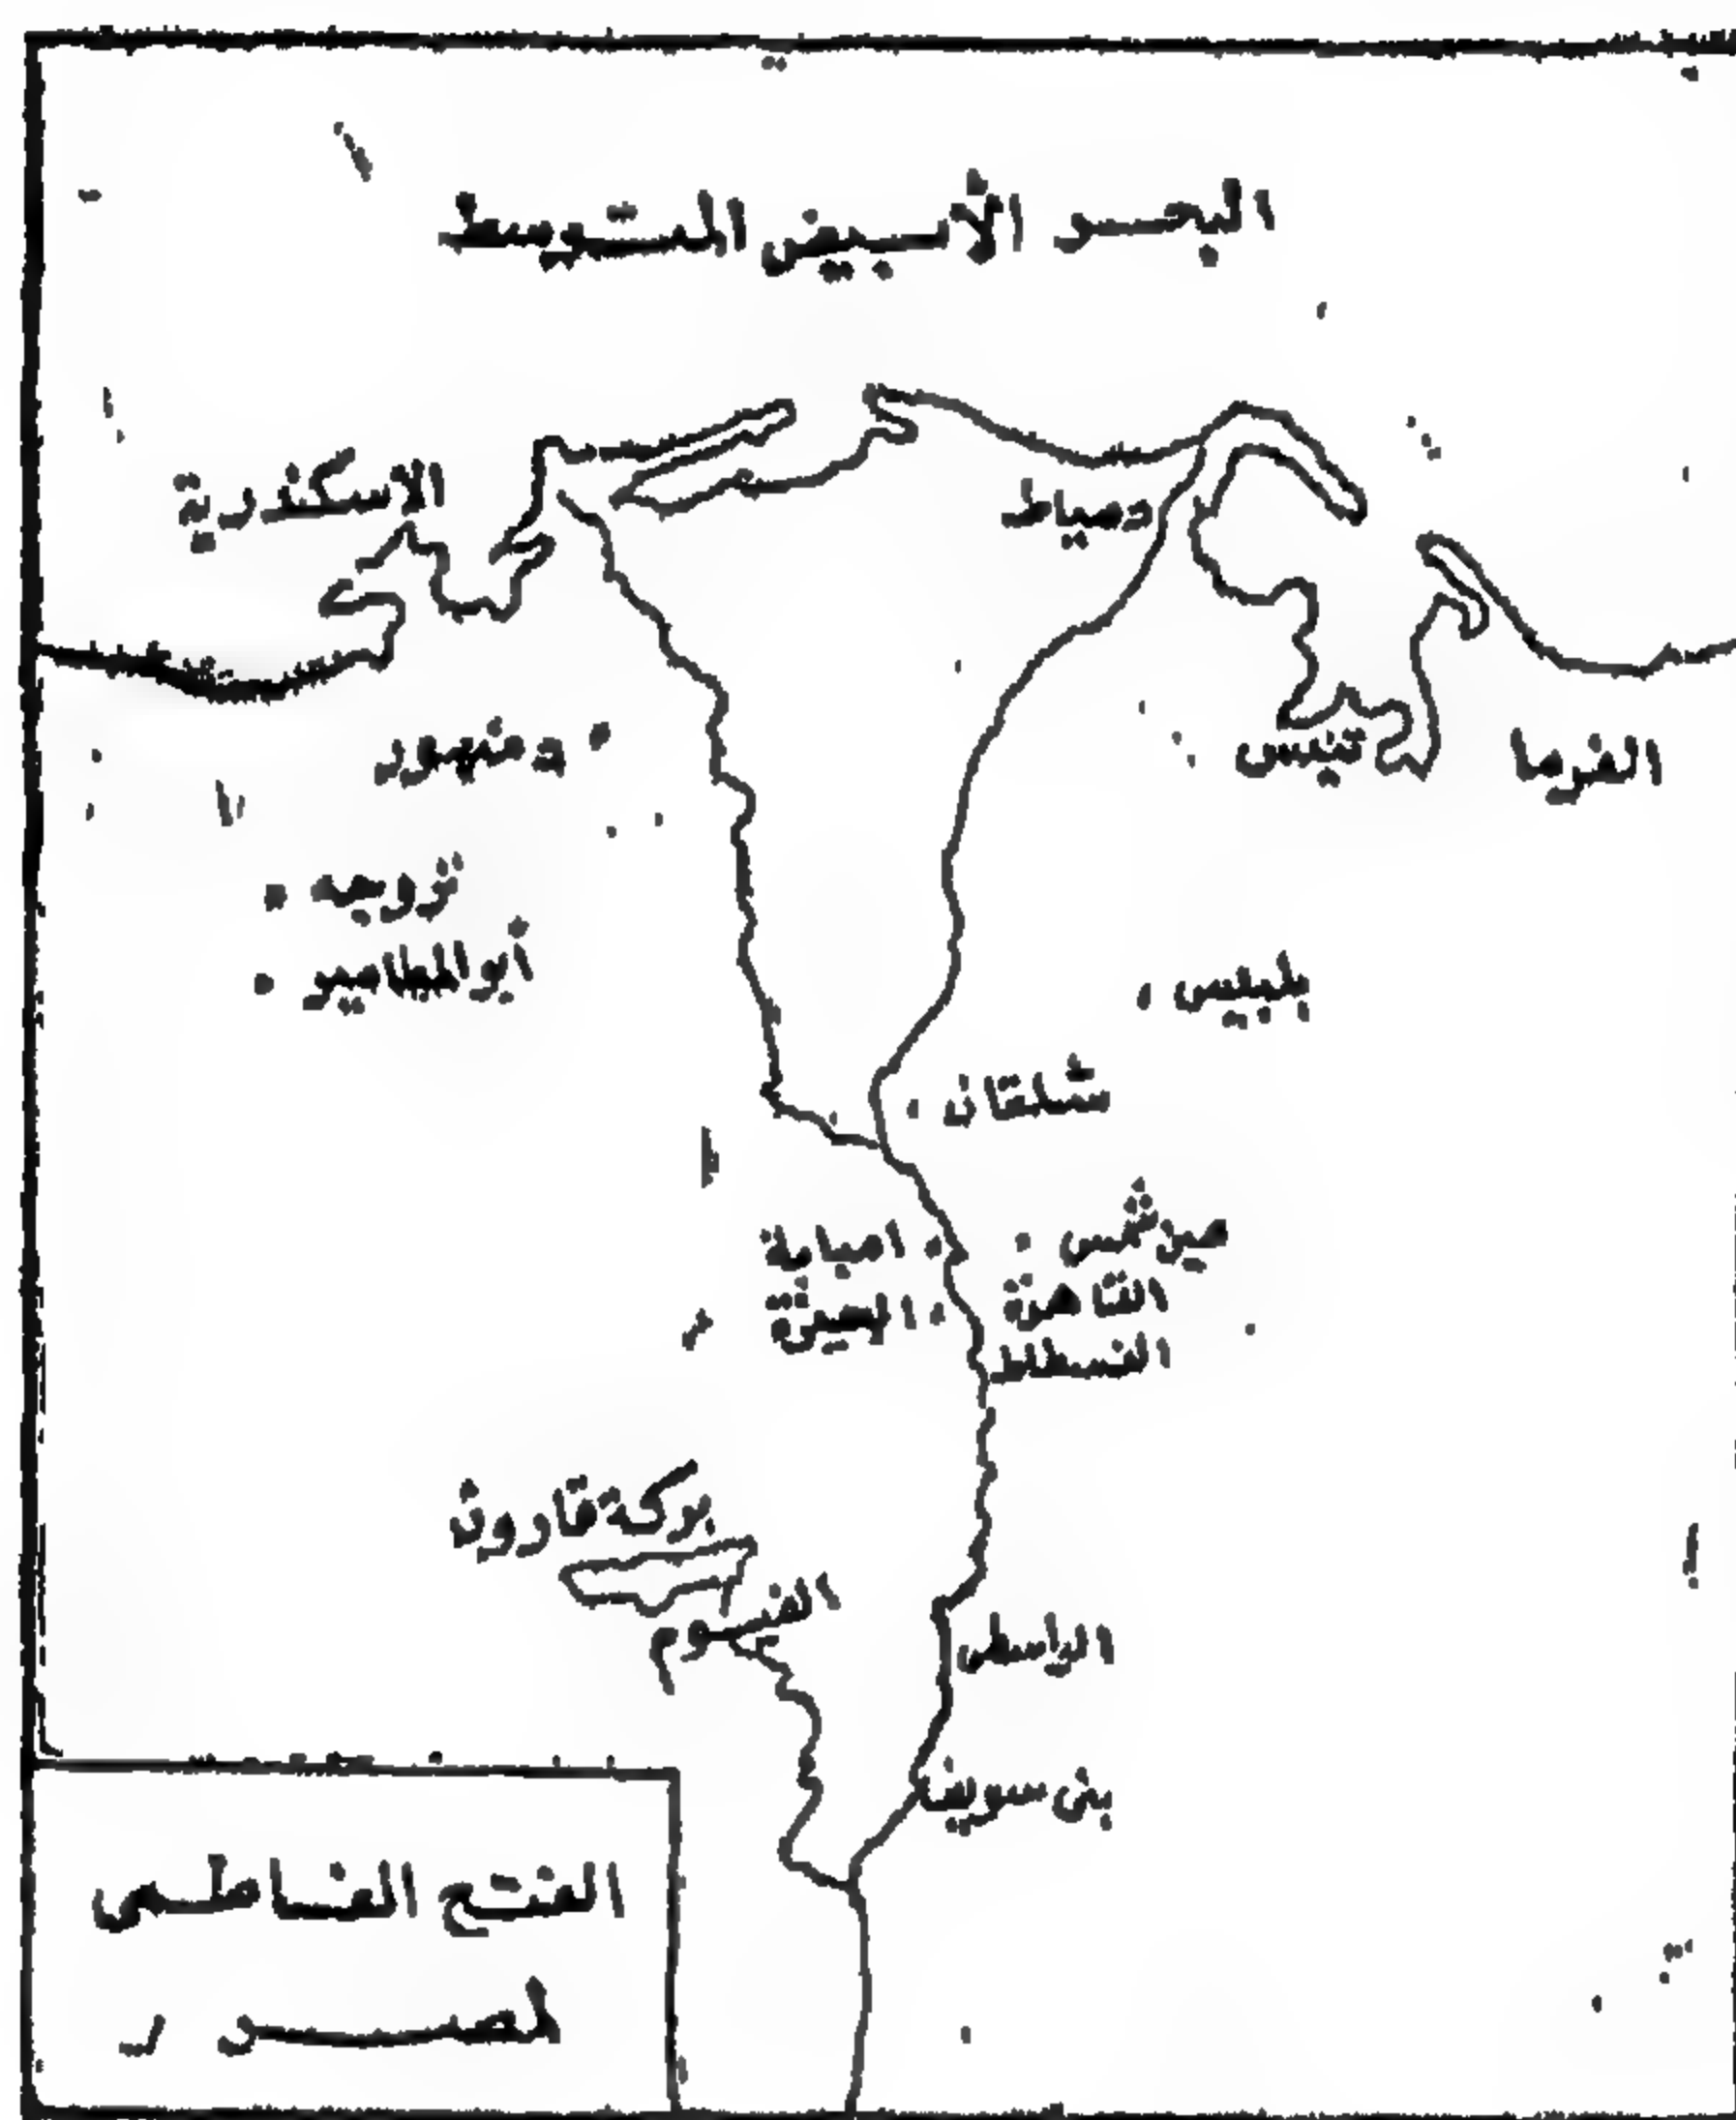 البحر الأبيض المتوسط
الاسكندرية
دمياط
دمنهور
تنيس
الفرما
تروجه
أبو المطامير
بلبيس
شلقان
عين شمس
امبابة
القاهرة
الجيزة
الفسطاط
بركة قارون
الفيوم
الواسطى
بنى سويف
الفتح الفاطمى
لمصر